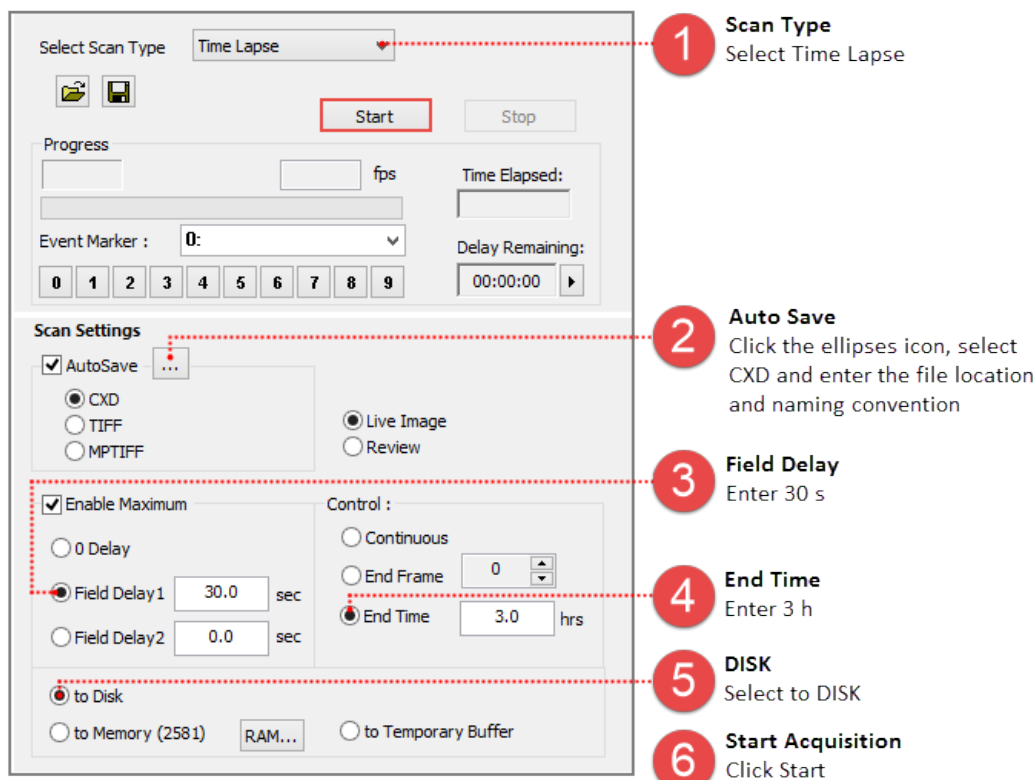 Select Scan Type Time Lapse
Start Stop
Progress
fps Time Elapsed:
Event Marker : 0:
Delay Remaining:
0 1 2 3 4 5 6 7 8 9 00:00:00
Scan Settings
AutoSave ...
CXD
TIFF
MPTIFF
Live Image
Review
Enable Maximum
0 Delay
Field Delay1 30.0 sec
Field Delay2 0.0 sec
Control :
Continuous
End Frame 0
End Time 3.0 hrs
to Disk
to Memory (2581) RAM... to Temporary Buffer
1 Scan Type
Select Time Lapse
2 Auto Save
Click the ellipses icon, select
CXD and enter the file location
and naming convention
3 Field Delay
Enter 30 s
4 End Time
Enter 3 h
5 DISK
Select to DISK
6 Start Acquisition
Click Start